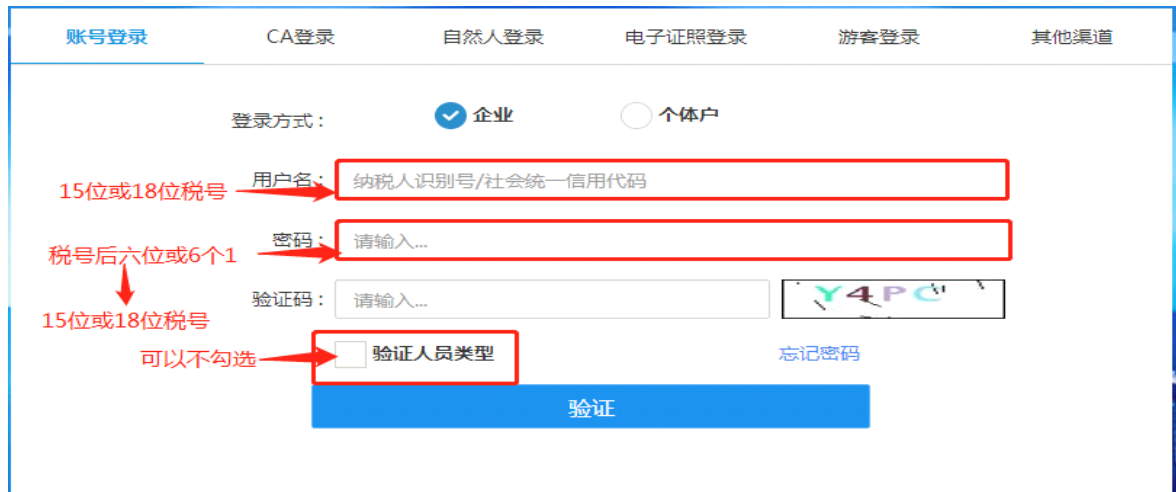 账号登录 CA登录 自然人登录 电子证照登录 游客登录 其他渠道
登录方式： 企业 个体户
15位或18位税号 用户名： 纳税人识别号/社会统一信用代码
税号后六位或6个1 密码： 请输入...
15位或18位税号 验证码： 请输入... Y4PC
可以不勾选 验证人员类型 忘记密码
验证